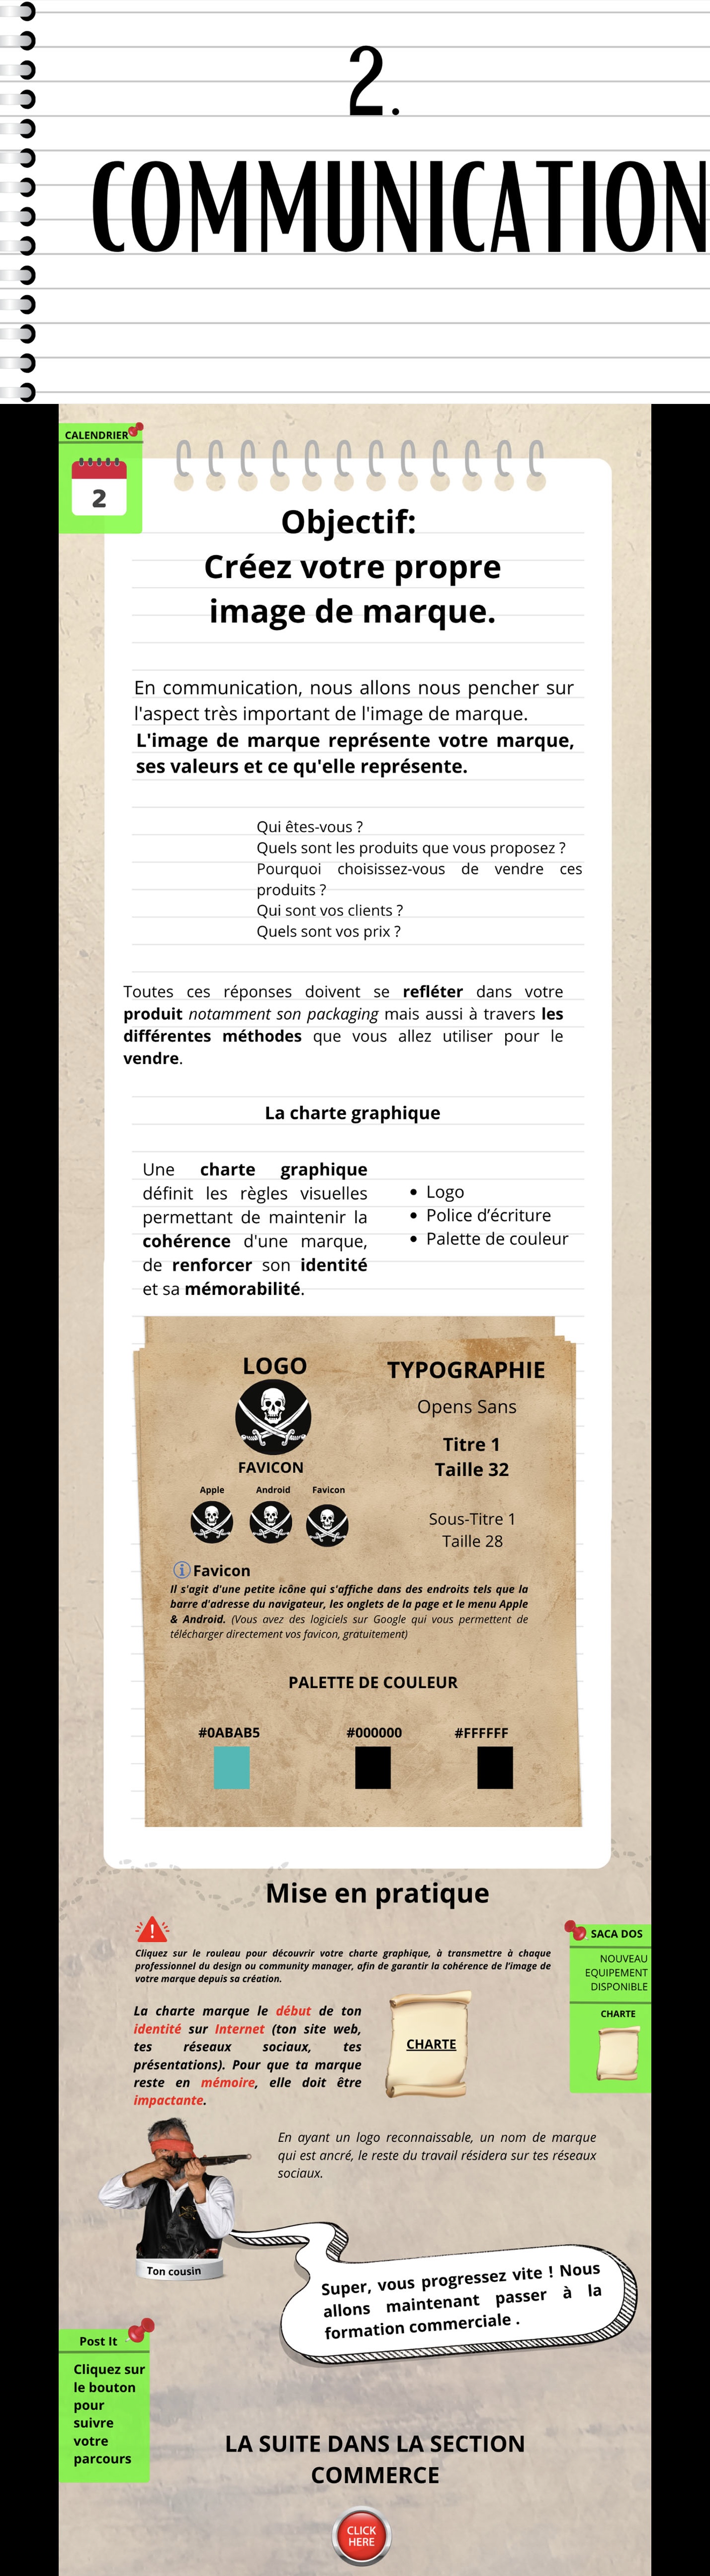 2.
COMMUNICATION
CALENDRIER
2
Objectif:
Créez votre propre
image de marque.
En communication, nous allons nous pencher sur
l'aspect très important de l'image de marque.
L'image de marque représente votre marque,
ses valeurs et ce qu'elle représente.
Qui êtes-vous ?
Quels sont les produits que vous proposez ?
Pourquoi choisissez-vous de vendre ces
produits ?
Qui sont vos clients ?
Quels sont vos prix ?
Toutes ces réponses doivent se refléter dans votre
produit notamment son packaging mais aussi à travers les
différentes méthodes que vous allez utiliser pour le
vendre.
La charte graphique
Une charte graphique
définit les règles visuelles
permettant de maintenir la
cohérence d'une marque,
de renforcer son identité
et sa mémorabilité.
• Logo
• Police d’écriture
• Palette de couleur
LOGO
FAVICON
Apple
Android
Favicon
TYPOGRAPHIE
Opens Sans
Titre 1
Taille 32
Sous-Titre 1
Taille 28
i Favicon
Il s'agit d'une petite icône qui s'affiche dans des endroits tels que la
barre d'adresse du navigateur, les onglets de la page et le menu Apple
& Android. (Vous avez des logiciels sur Google qui vous permettent de
télécharger directement vos favicon, gratuitement)
PALETTE DE COULEUR
#0ABAB5
#000000
#FFFFFF
Mise en pratique
!
Cliquez sur le rouleau pour découvrir votre charte graphique, à transmettre à chaque
professionnel du design ou community manager, afin de garantir la cohérence de l’image de
votre marque depuis sa création.
SACA DOS
NOUVEAU
EQUIPEMENT
DISPONIBLE
CHARTE
La charte marque le début de ton
identité sur Internet (ton site web,
tes réseaux sociaux, tes
présentations). Pour que ta marque
reste en mémoire, elle doit être
impactante.
CHARTE
En ayant un logo reconnaissable, un nom de marque
qui est ancré, le reste du travail résidera sur tes réseaux
sociaux.
Ton cousin
Super, vous progressez vite ! Nous
allons maintenant passer à la
formation commerciale .
Post It
Cliquez sur
le bouton
pour
suivre
votre
parcours
LA SUITE DANS LA SECTION
COMMERCE
CLICK
HERE